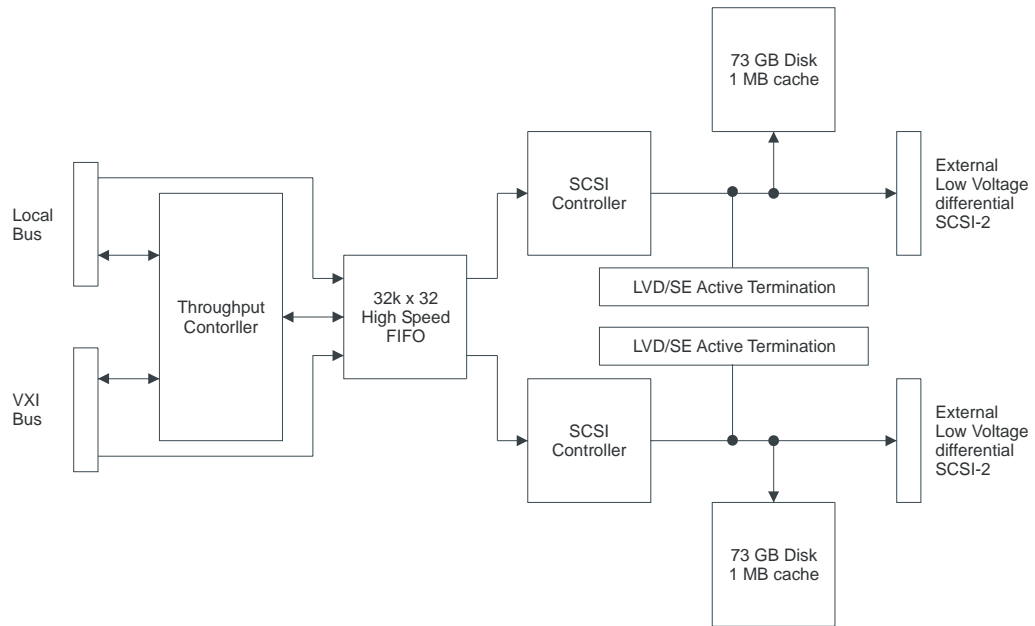 73 GB Disk
1 MB cache
SCSI
Controller
External
Low Voltage
differential
SCSI-2
Local
Bus
LVD/SE Active Termination
Throughput
Contorller
32k x 32
High Speed
FIFO
LVD/SE Active Termination
VXI
Bus
SCSI
Controller
External
Low Voltage
differential
SCSI-2
73 GB Disk
1 MB cache